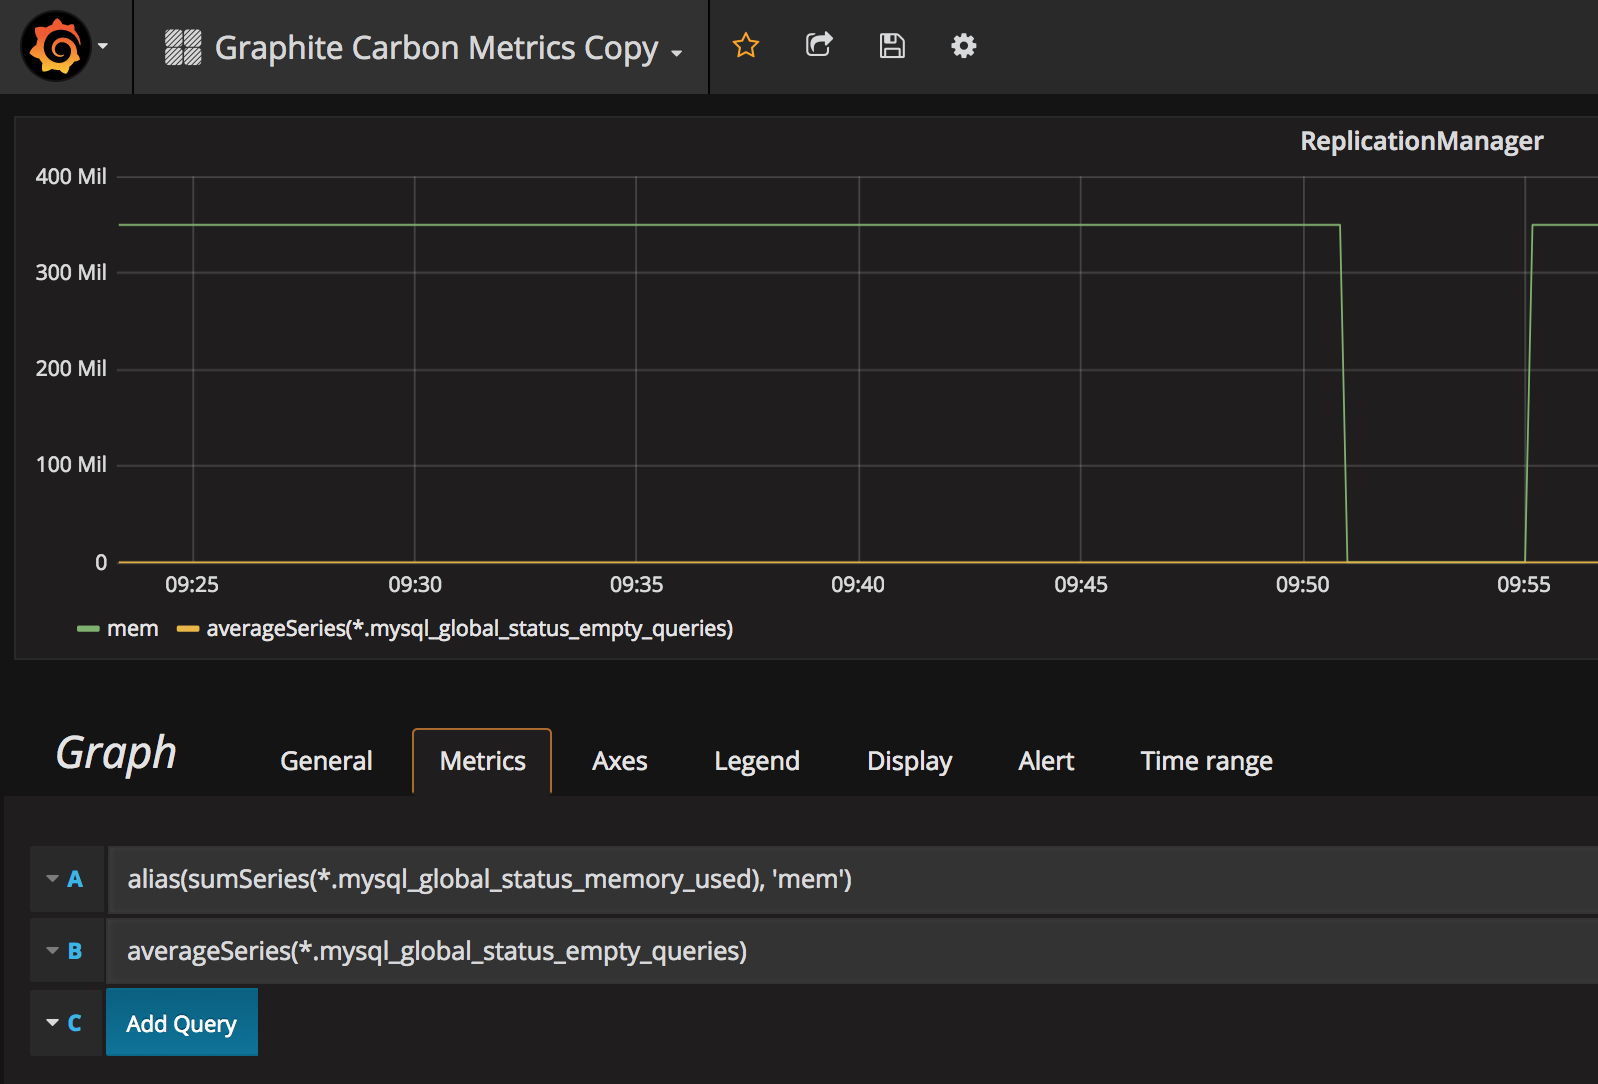 Graphite Carbon Metrics Copy
ReplicationManager
400 Mil
300 Mil
200 Mil
100 Mil
0
09:25 09:30 09:35 09:40 09:45 09:50 09:55
mem averageSeries(*.mysql_global_status_empty_queries)
Graph General Metrics Axes Legend Display Alert Time range
A alias(sumSeries(*.mysql_global_status_memory_used), 'mem')
B averageSeries(*.mysql_global_status_empty_queries)
C Add Query